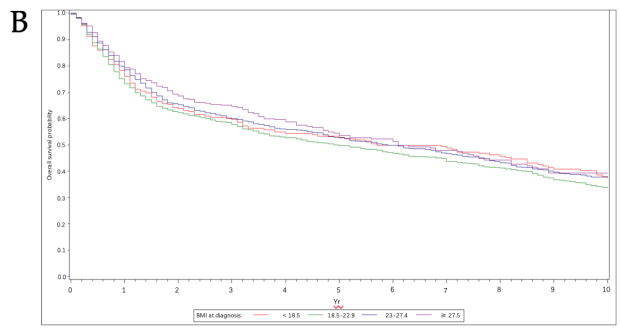 B
1.0
0.9
0.8
0.7
0.6
0.5
0.4
0.3
0.2
0.1
0.0
Overall survival probability
0 1 2 3 4 5 6 7 8 9 10
Yr
BMI at diagnosis: < 18.5 18.5-22.9 23-27.4 ≥ 27.5